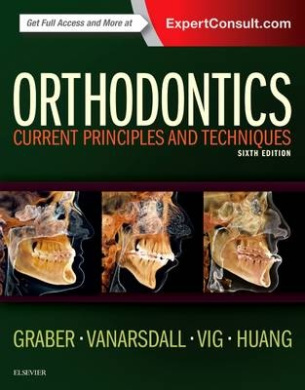 Get Full Access and More at
ExpertConsult.com
ORTHODONTICS
CURRENT PRINCIPLES AND TECHNIQUES
SIXTH EDITION
GRABER · VANARSDALL · VIG · HUANG
ELSEVIER